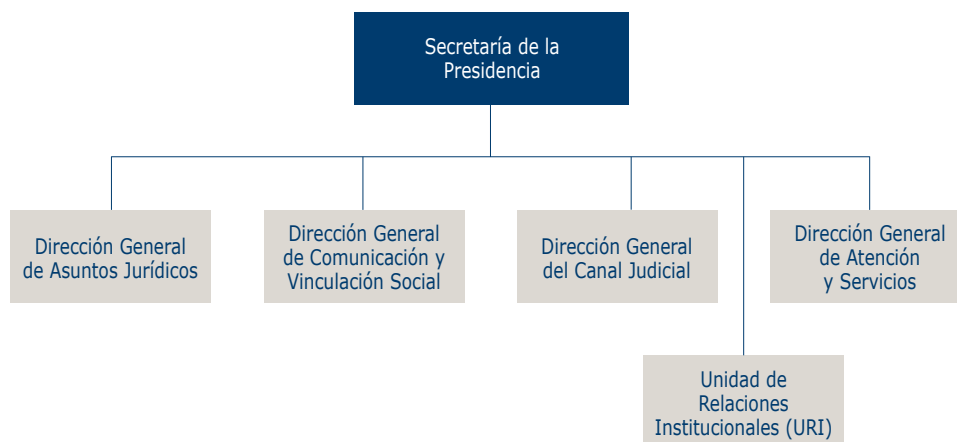 Secretaría de la
Presidencia
Dirección General
de Asuntos Jurídicos
Dirección General
de Comunicación y
Vinculación Social
Dirección General
del Canal Judicial
Dirección General
de Atención
y Servicios
Unidad de
Relaciones
Institucionales (URI)